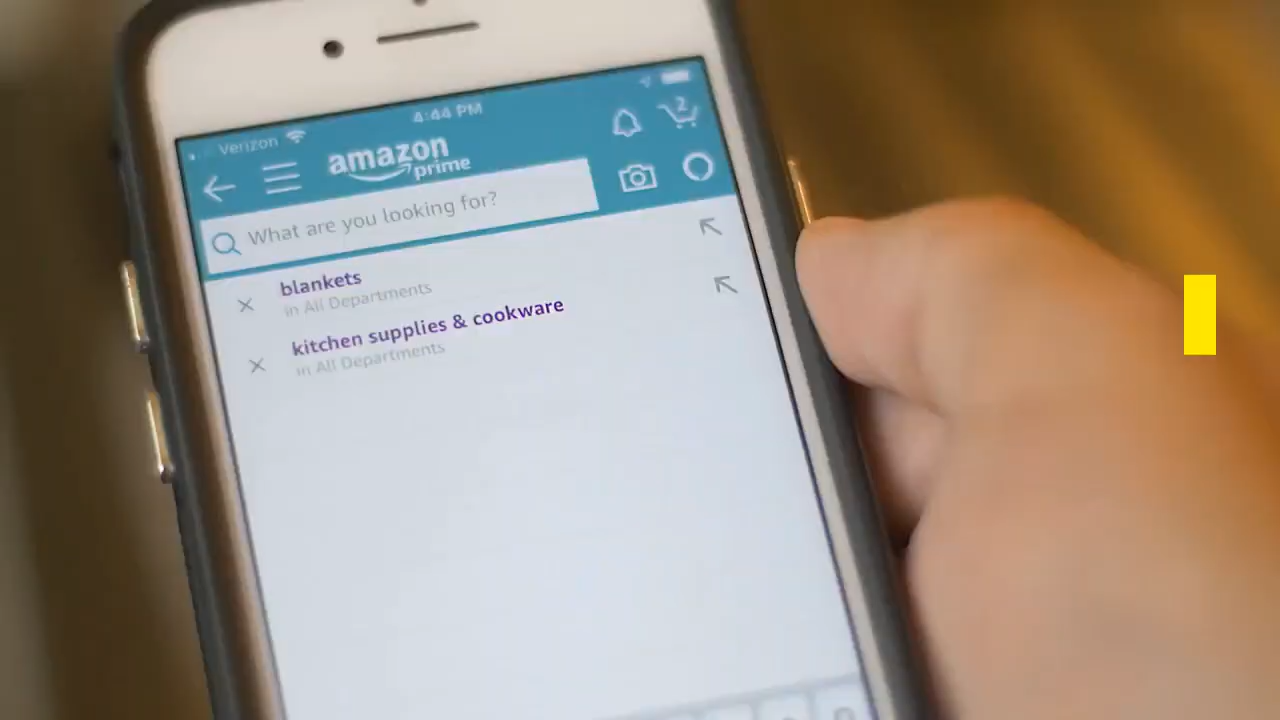 Verizon 4:44 PM
amazon
prime
2
What are you looking for?
blankets
in All Departments
kitchen supplies & cookware
in All Departments